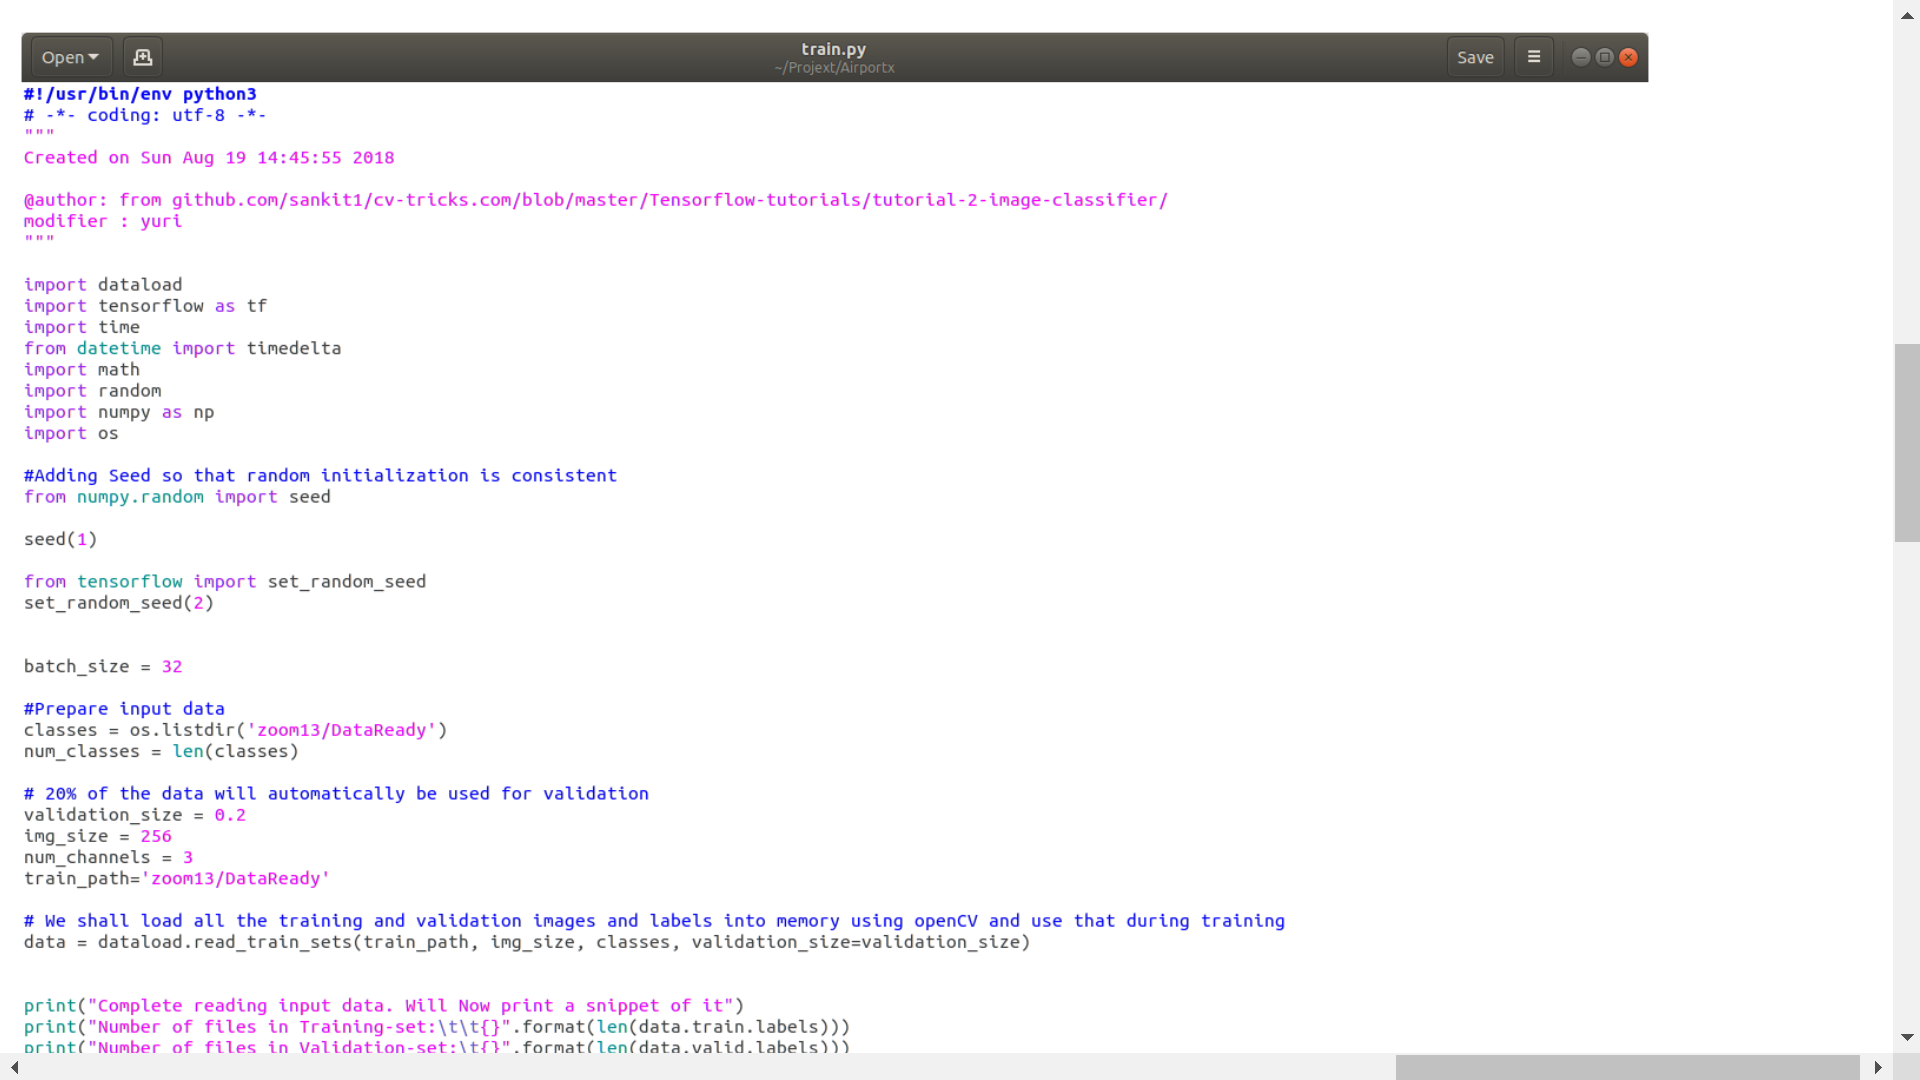 Open
train.py
~/Projext/Airportx
Save
#!/usr/bin/env python3
# -*- coding: utf-8 -*-
"""
Created on Sun Aug 19 14:45:55 2018
@author: from github.com/sankit1/cv-tricks.com/blob/master/Tensorflow-tutorials/tutorial-2-image-classifier/
modifier : yuri
"""
import dataload
import tensorflow as tf
import time
from datetime import timedelta
import math
import random
import numpy as np
import os
#Adding Seed so that random initialization is consistent
from numpy.random import seed
seed(1)
from tensorflow import set_random_seed
set_random_seed(2)
batch_size = 32
#Prepare input data
classes = os.listdir('zoom13/DataReady')
num_classes = len(classes)
# 20% of the data will automatically be used for validation
validation_size = 0.2
img_size = 256
num_channels = 3
train_path='zoom13/DataReady'
# We shall load all the training and validation images and labels into memory using openCV and use that during training
data = dataload.read_train_sets(train_path, img_size, classes, validation_size=validation_size)
print("Complete reading input data. Will Now print a snippet of it")
print("Number of files in Training-set:\t\t{}".format(len(data.train.labels)))
print("Number of files in Validation-set:\t{}".format(len(data.valid.labels)))